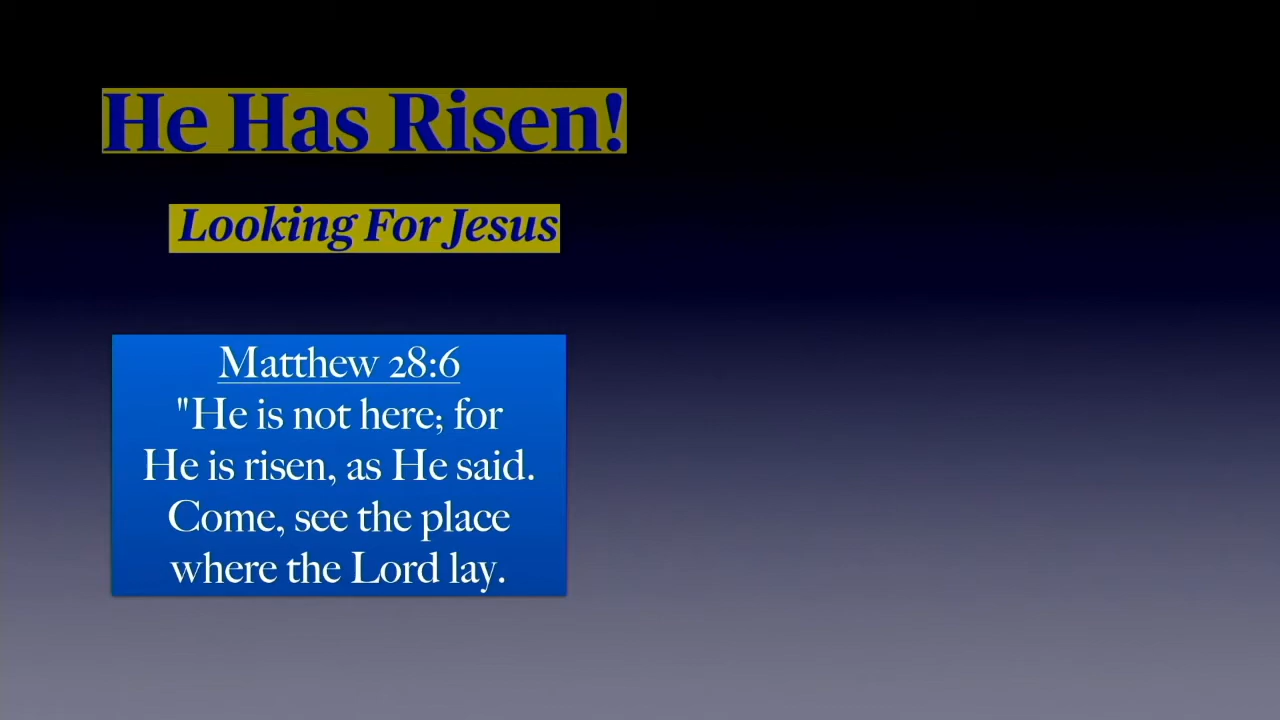 He Has Risen!
Looking For Jesus
Matthew 28:6
"He is not here; for
He is risen, as He said.
Come, see the place
where the Lord lay.